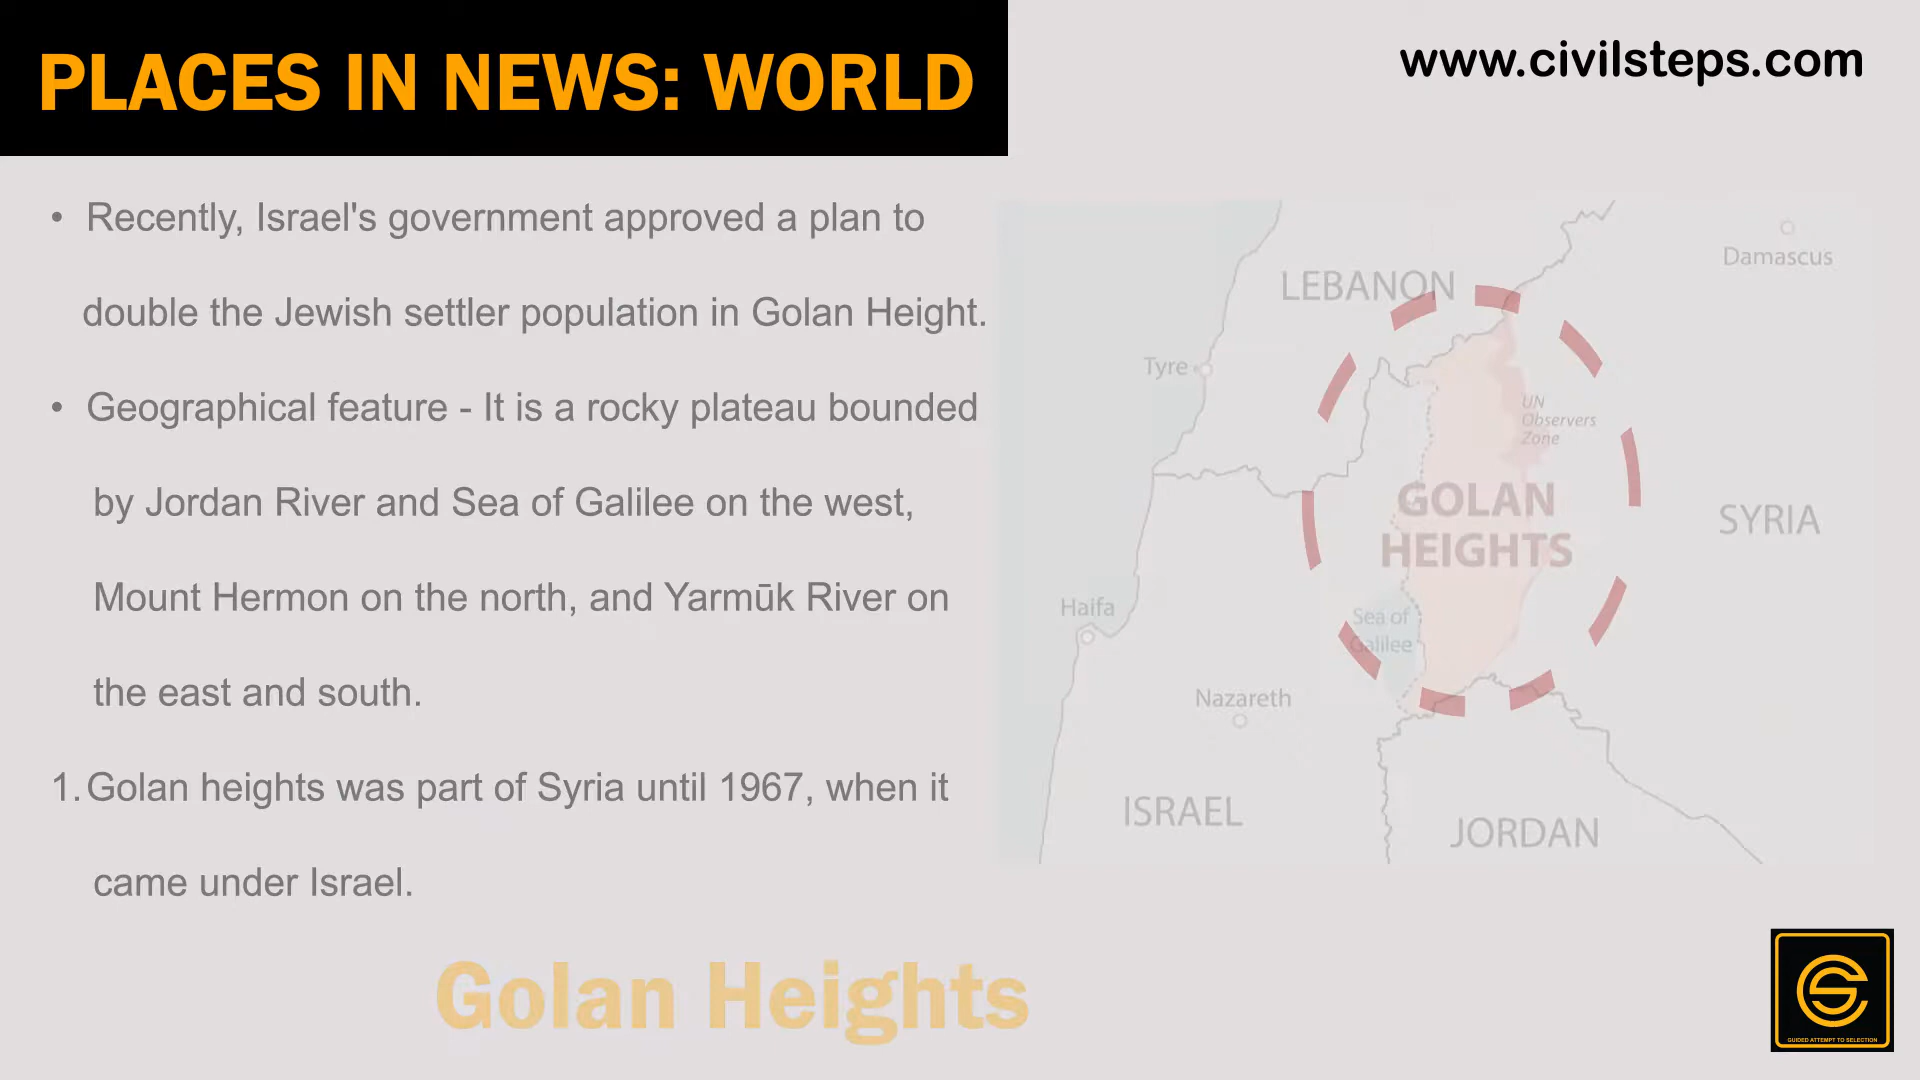 PLACES IN NEWS: WORLD
www.civilsteps.com
• Recently, Israel's government approved a plan to
double the Jewish settler population in Golan Height.
• Geographical feature - It is a rocky plateau bounded
by Jordan River and Sea of Galilee on the west,
Mount Hermon on the north, and Yarmūk River on
the east and south.
1. Golan heights was part of Syria until 1967, when it
came under Israel.
Golan Heights
Damascus
LEBANON
Tyre
UN
Observers
Zone
GOLAN
HEIGHTS
SYRIA
Haifa
Sea of
Galilee
Nazareth
ISRAEL
JORDAN
GUIDED ATTEMPT TO SELECTION